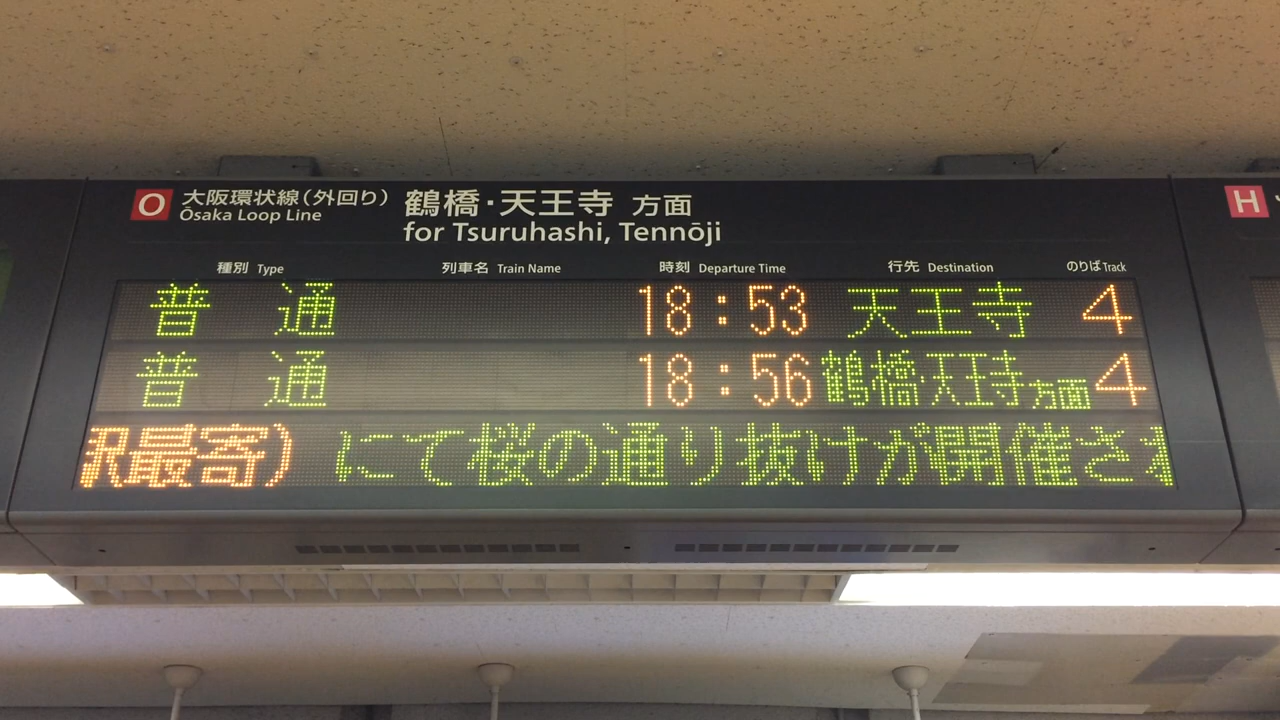 O 大阪環状線(外回り) 鶴橋・天王寺 方面
Ōsaka Loop Line for Tsuruhashi, Tennōji
H
種別 Type 列車名 Train Name 時刻 Departure Time 行先 Destination のりば Track
普通 18:53 天王寺 4
普通 18:56 鶴橋・天王寺方面 4
最寄) にて桜の通り抜けが開催さ